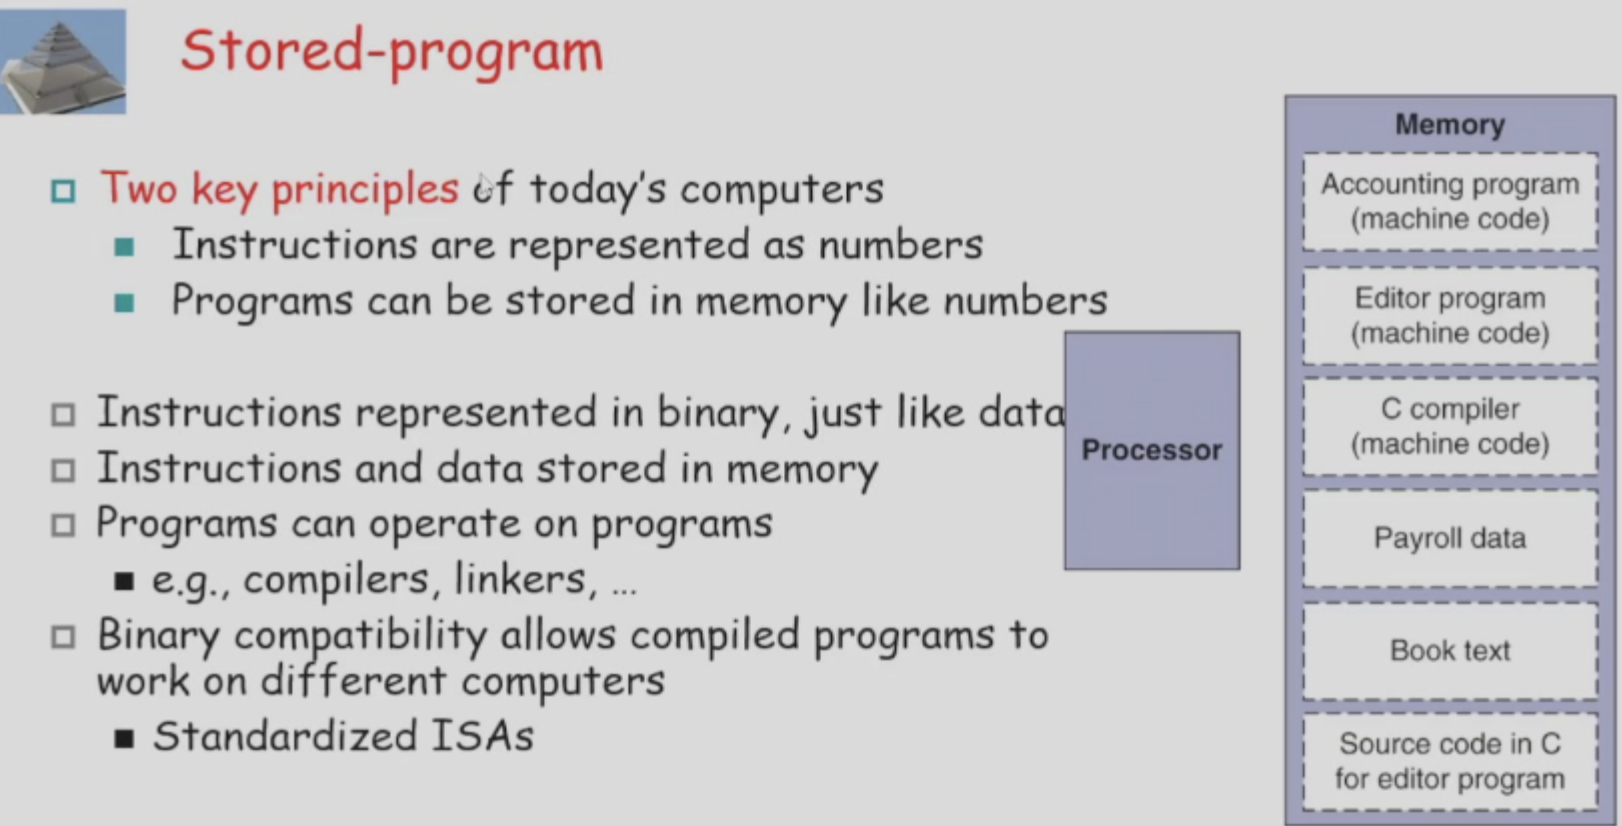 Stored-program
Two key principles of today's computers
Instructions are represented as numbers
Programs can be stored in memory like numbers
Instructions represented in binary, just like data
Instructions and data stored in memory
Programs can operate on programs
e.g., compilers, linkers, ...
Binary compatibility allows compiled programs to
work on different computers
Standardized ISAs
Processor
Memory
Accounting program
(machine code)
Editor program
(machine code)
C compiler
(machine code)
Payroll data
Book text
Source code in C
for editor program